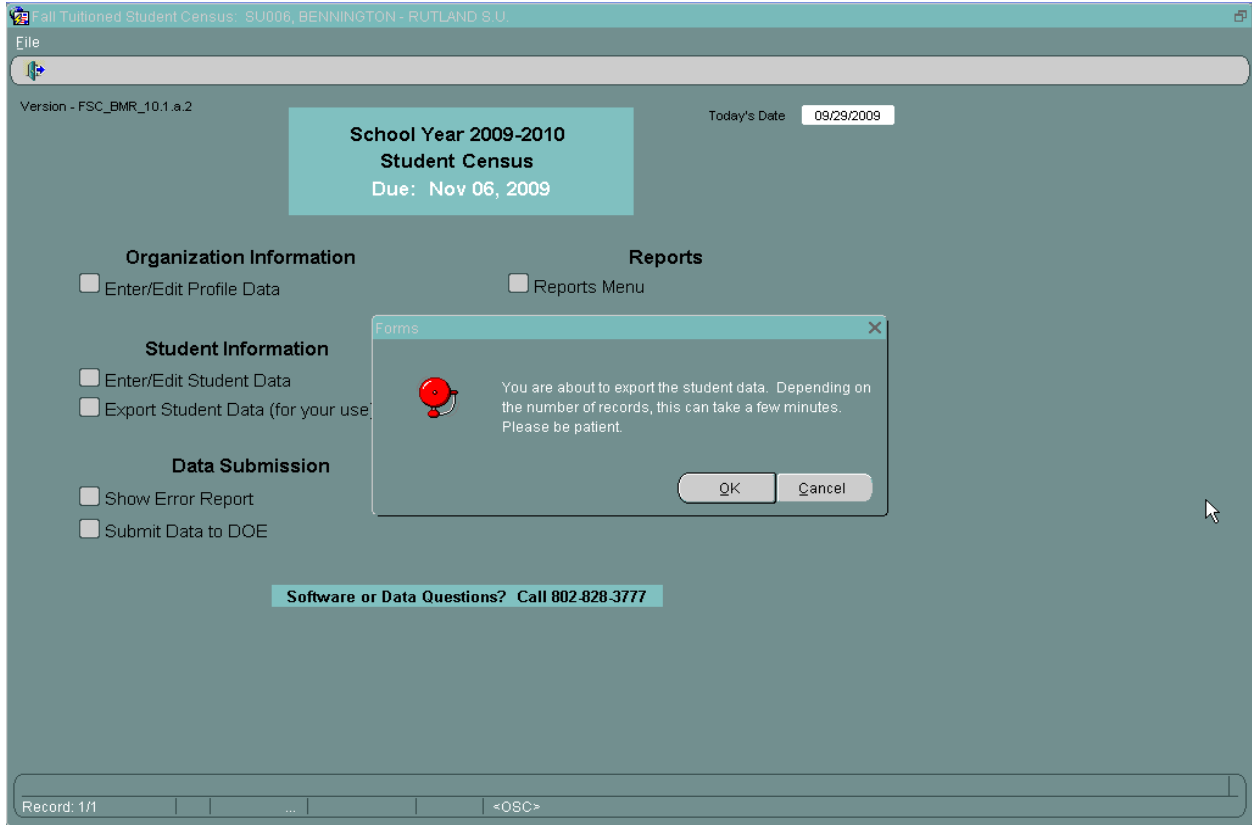 Fall Tuitioned Student Census: SU006, BENNINGTON - RUTLAND S.U.
File
Version - FSC_BMR_10.1.a.2
Today's Date 09/29/2009
School Year 2009-2010
Student Census
Due: Nov 06, 2009
Organization Information
Enter/Edit Profile Data
Reports
Reports Menu
Student Information
Enter/Edit Student Data
Export Student Data (for your use)
Data Submission
Show Error Report
Submit Data to DOE
Forms
You are about to export the student data. Depending on
the number of records, this can take a few minutes.
Please be patient.
OK
Cancel
Software or Data Questions? Call 802-828-3777
Record: 1/1
...
<OSC>